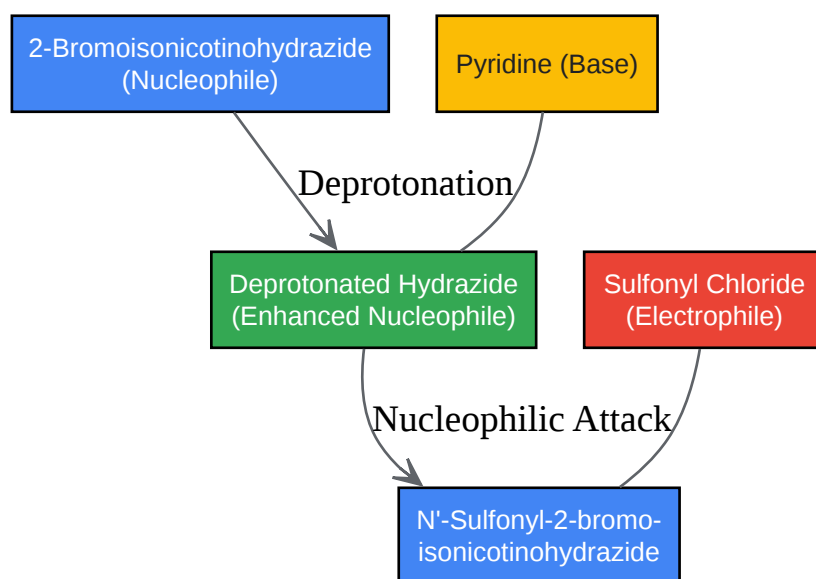 2-Bromoisonicotinohydrazide
(Nucleophile)
Pyridine (Base)
Deprotonation
Deprotonated Hydrazide
(Enhanced Nucleophile)
Sulfonyl Chloride
(Electrophile)
Nucleophilic Attack
N'-Sulfonyl-2-bromo-
isonicotinohydrazide